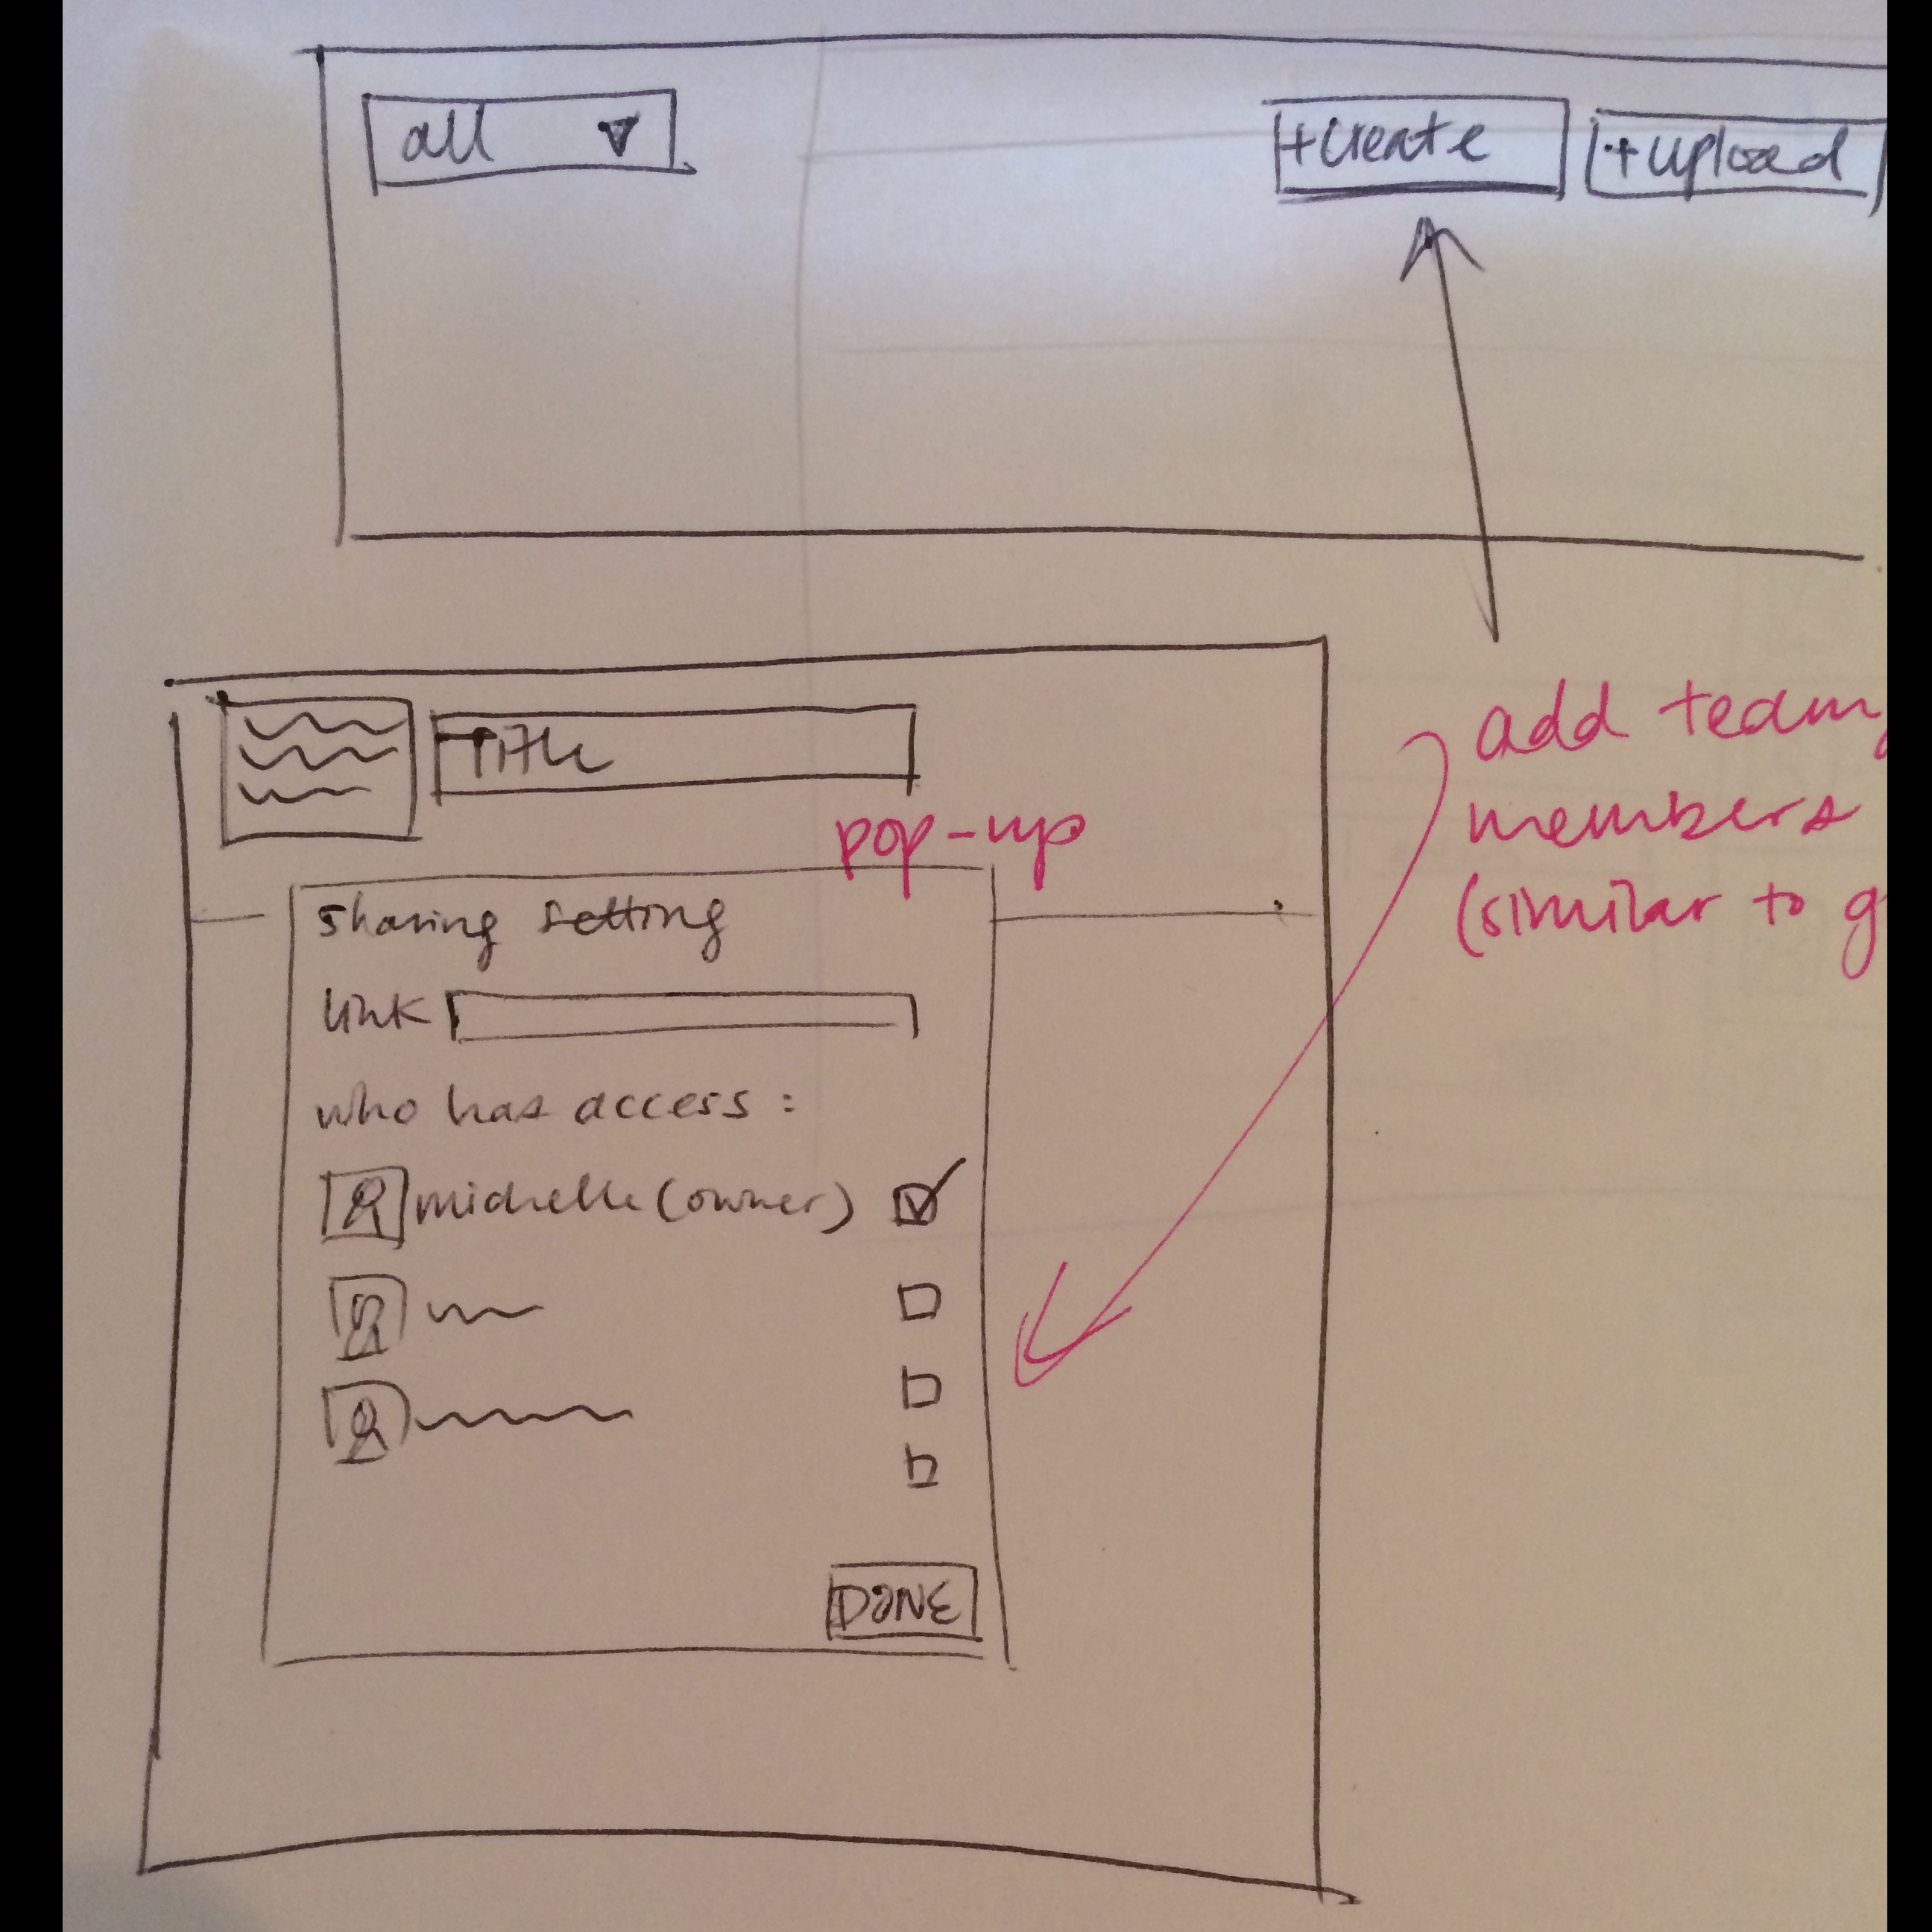 all
+create
+upload
Title
pop-up
add team
members
(similar to g
sharing setting
link
who has access :
michelle (owner)
DONE